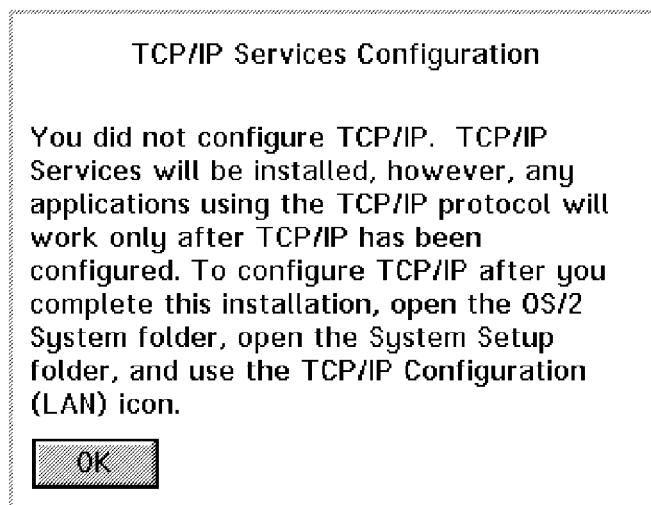 TCP/IP Services Configuration
You did not configure TCP/IP.  TCP/IP
Services will be installed, however, any
applications using the TCP/IP protocol will
work only after TCP/IP has been
configured. To configure TCP/IP after you
complete this installation, open the OS/2
System folder, open the System Setup
folder, and use the TCP/IP Configuration
(LAN) icon.
OK